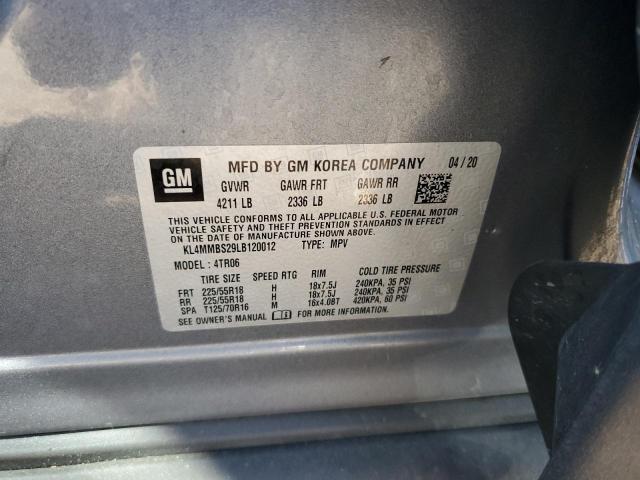 GM
MFD BY GM KOREA COMPANY 04/20
GVWR GAWR FRT GAWR RR
4211 LB 2336 LB 2336 LB
THIS VEHICLE CONFORMS TO ALL APPLICABLE U.S. FEDERAL MOTOR
VEHICLE SAFETY AND THEFT PREVENTION STANDARDS IN EFFECT
ON THE DATE OF MANUFACTURE SHOWN ABOVE.
KL4MMBS29LB120012 TYPE: MPV
MODEL: 4TR06
TIRE SIZE SPEED RTG RIM COLD TIRE PRESSURE
FRT 225/55R18 H 18x7.5J 240KPA, 35 PSI
RR 225/55R18 H 18x7.5J 240KPA, 35 PSI
SPA T125/70R16 M 16x4.0BT 420KPA, 60 PSI
SEE OWNER'S MANUAL FOR MORE INFORMATION.